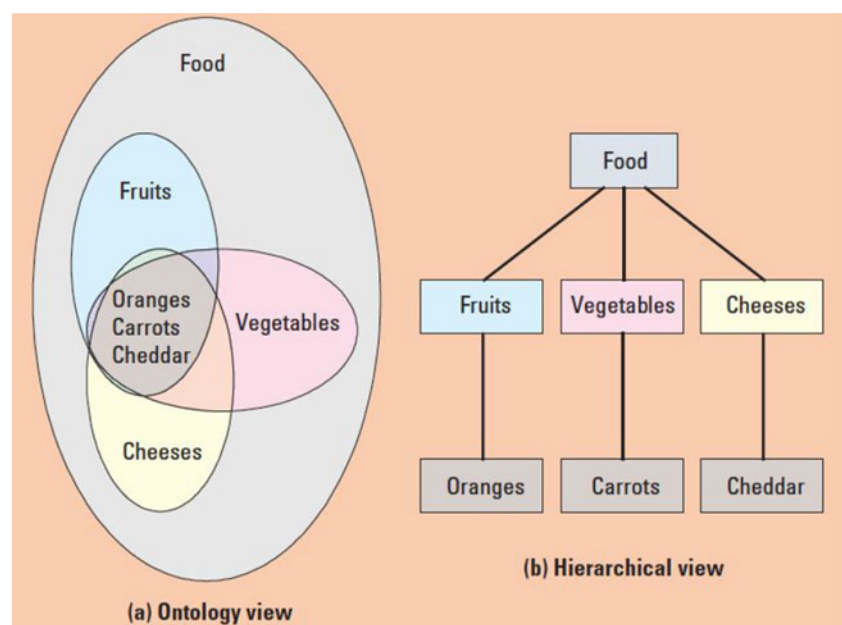 Food
Fruits
Oranges
Carrots
Cheddar
Vegetables
Cheeses
(a) Ontology view
Food
Fruits
Vegetables
Cheeses
Oranges
Carrots
Cheddar
(b) Hierarchical view